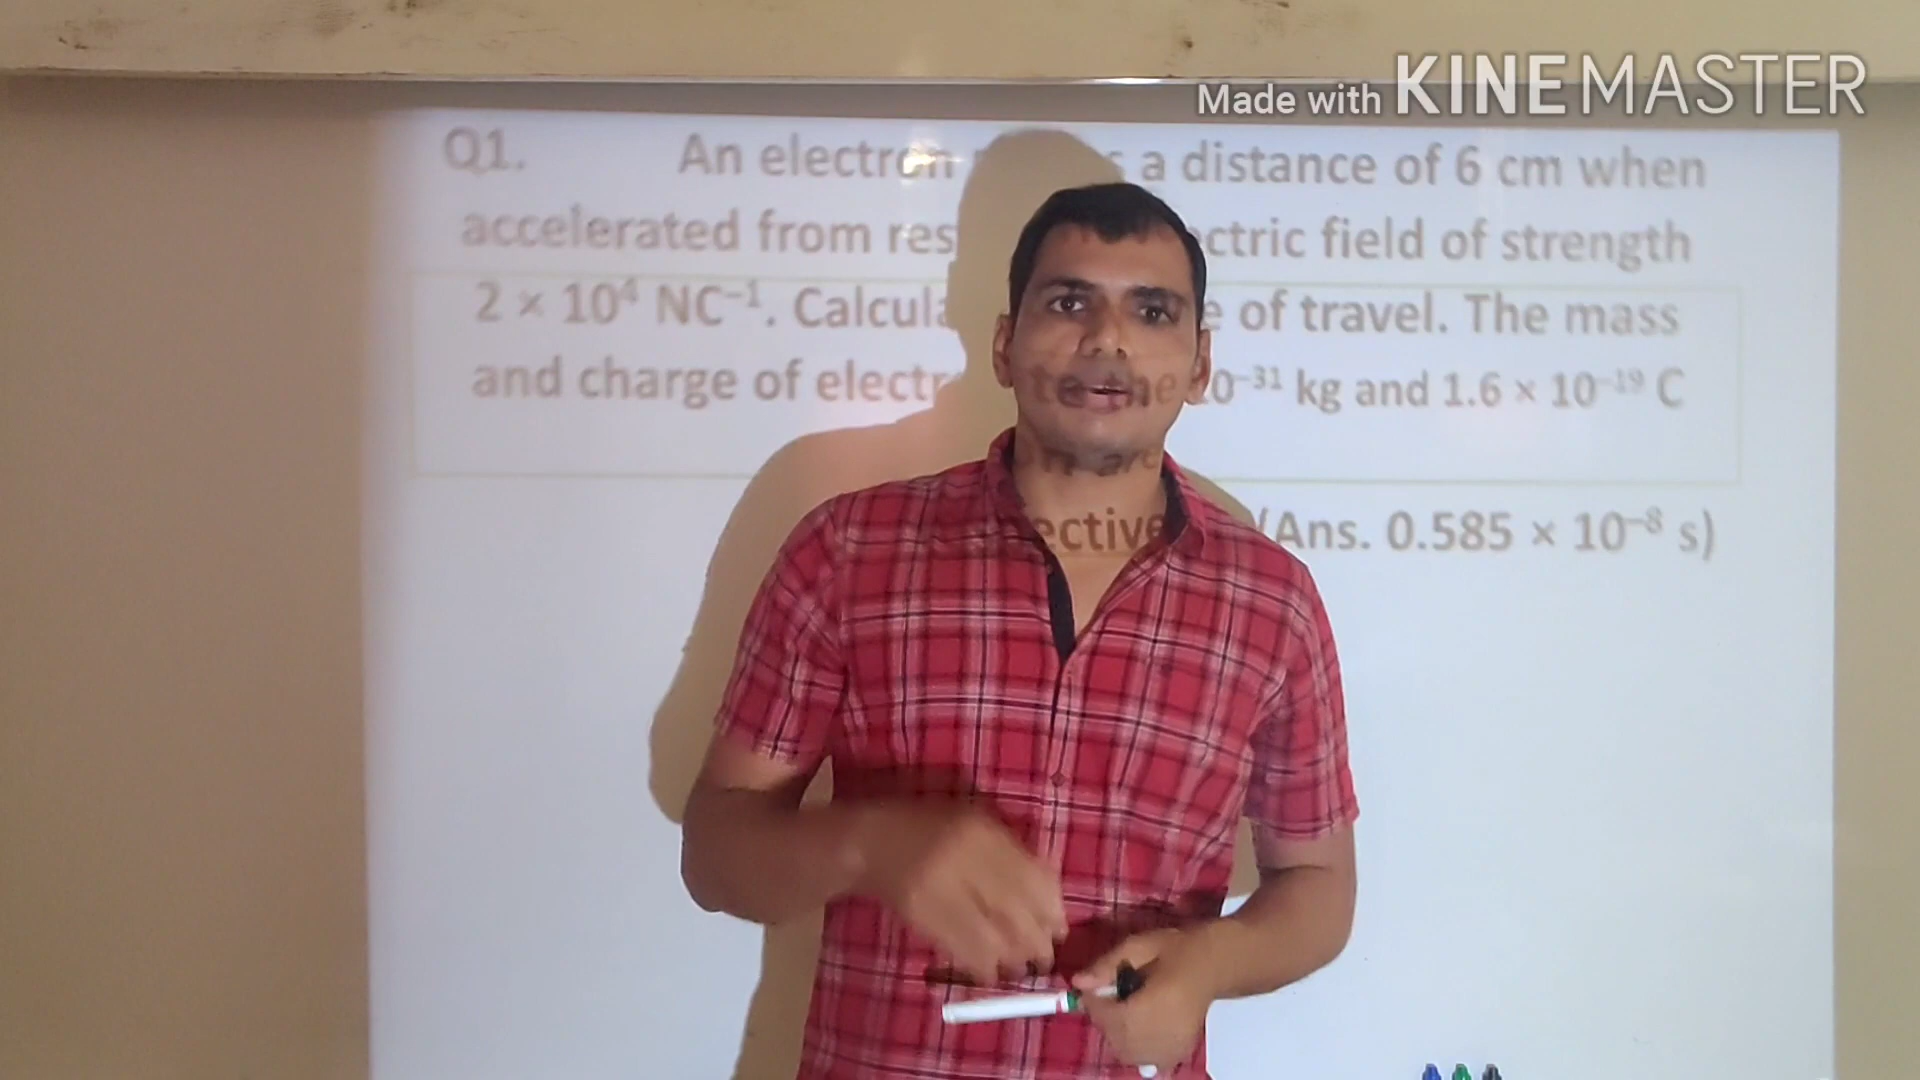 Made with KINEMASTER
Q1. An electron a distance of 6 cm when
accelerated from res ctric field of strength
2 × 10⁴ NC⁻¹. Calcula e of travel. The mass
and charge of electr 10⁻³¹ kg and 1.6 × 10⁻¹⁹ C
ective (Ans. 0.585 × 10⁻⁸ s)